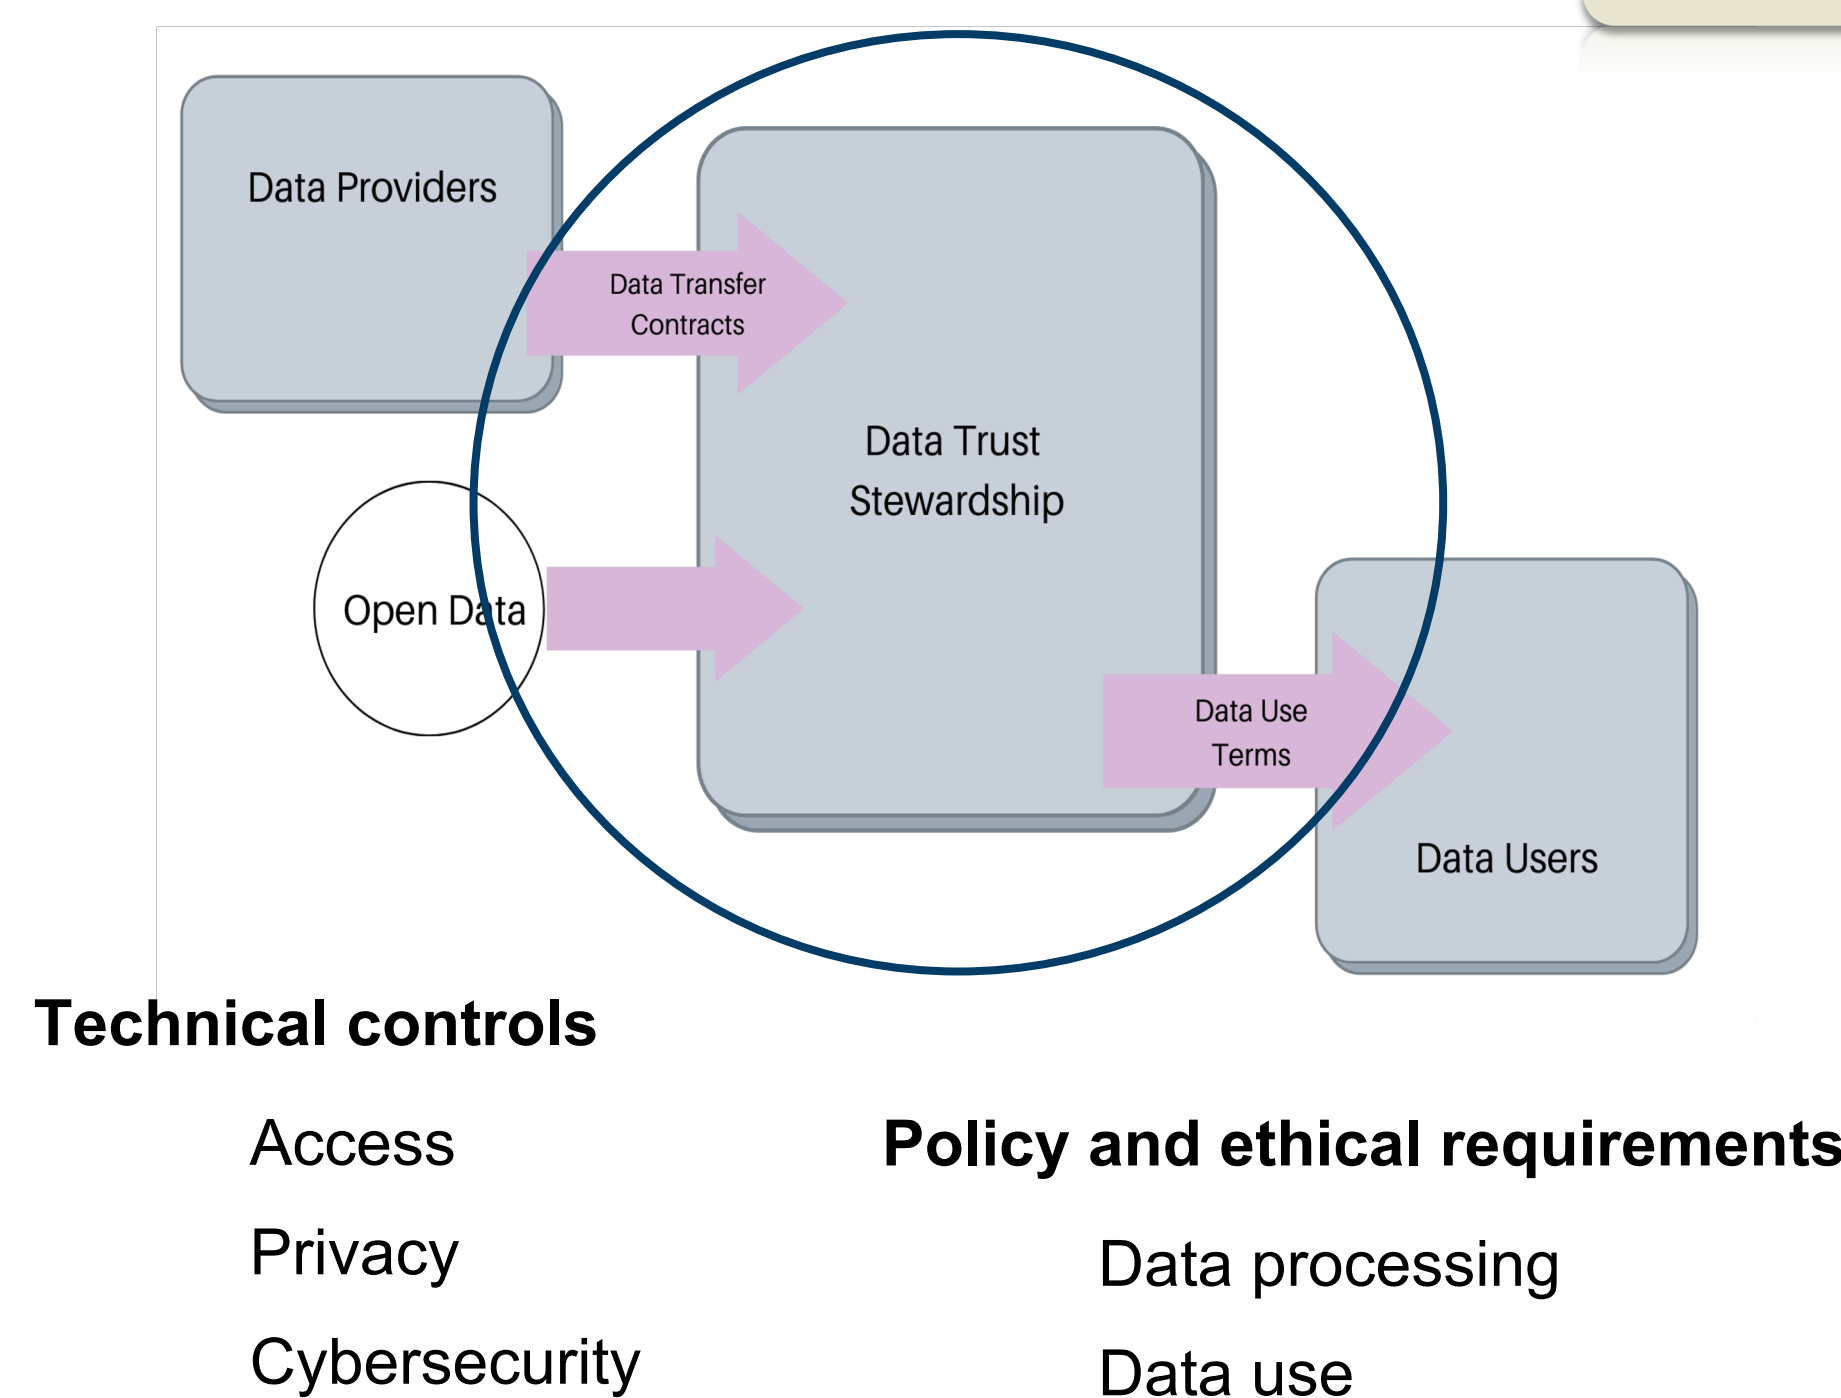 Data Providers
Data Transfer
Contracts
Data Trust
Stewardship
Open Data
Data Use
Terms
Data Users
Technical controls
Access
Privacy
Cybersecurity
Policy and ethical requirements
Data processing
Data use